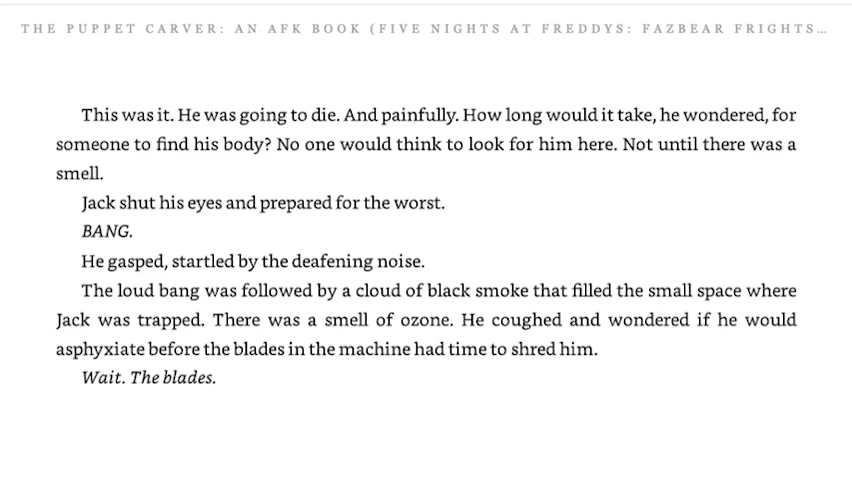 THE PUPPET CARVER: AN AFK BOOK (FIVE NIGHTS AT FREDDYS: FAZBEAR FRIGHTS...
This was it. He was going to die. And painfully. How long would it take, he wondered, for
someone to find his body? No one would think to look for him here. Not until there was a
smell.
Jack shut his eyes and prepared for the worst.
BANG.
He gasped, startled by the deafening noise.
The loud bang was followed by a cloud of black smoke that filled the small space where
Jack was trapped. There was a smell of ozone. He coughed and wondered if he would
asphyxiate before the blades in the machine had time to shred him.
Wait. The blades.